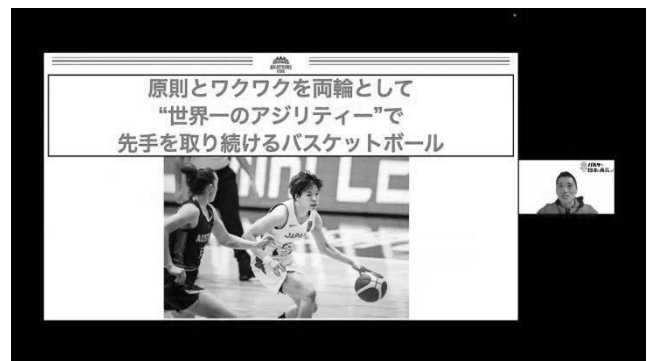 原則とワクワクを両輪として
“世界一のアジリティー”で
先手を取り続けるバスケットボール
JAPAN